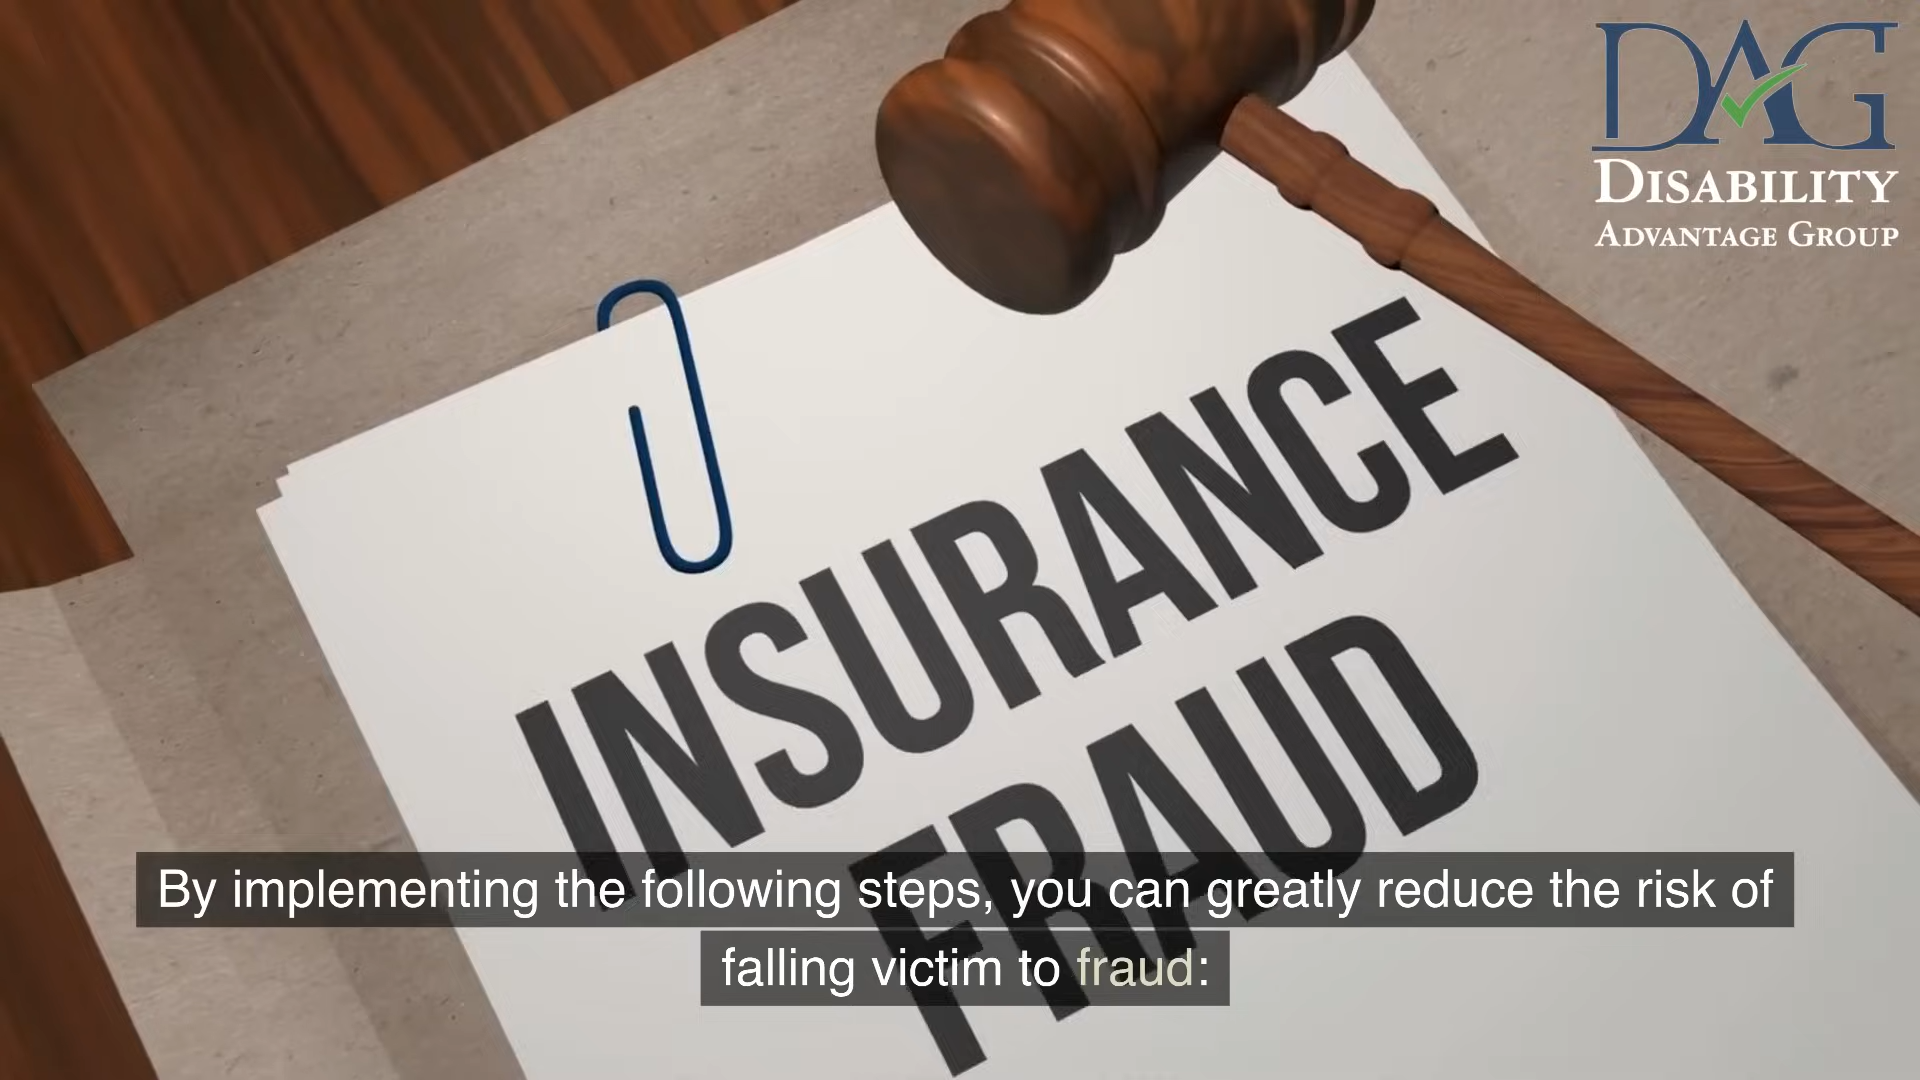 DAG
DISABILITY
ADVANTAGE GROUP
INSURANCE
FRAUD
By implementing the following steps, you can greatly reduce the risk of
falling victim to fraud: